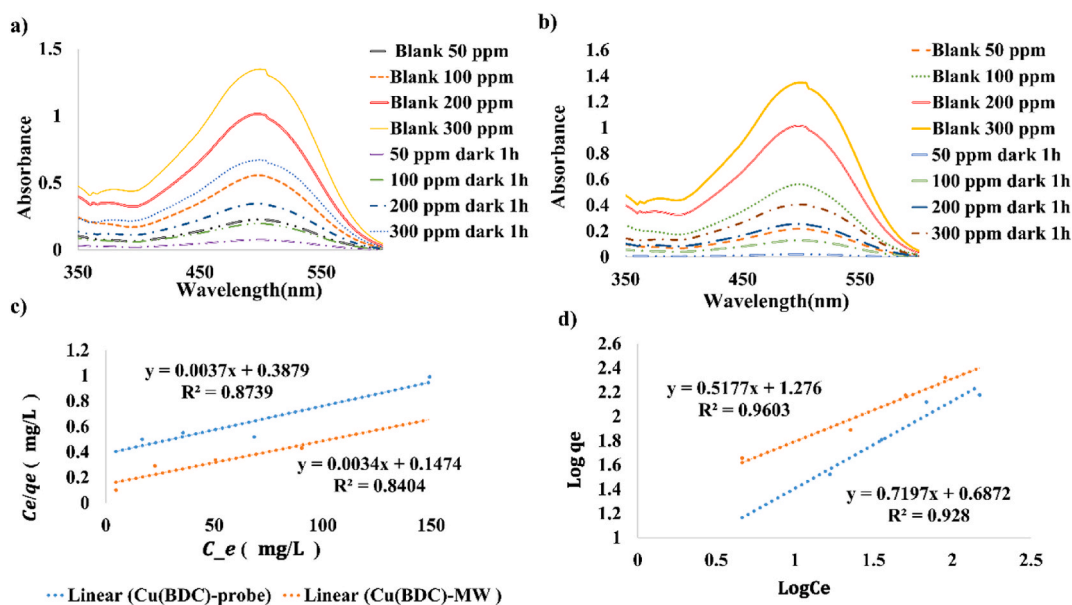 a)
1.5
1
0.5
0
350
450
550
Absorbance
Wavelength(nm)
Blank 50 ppm
Blank 100 ppm
Blank 200 ppm
Blank 300 ppm
50 ppm dark 1h
100 ppm dark 1h
200 ppm dark 1h
300 ppm dark 1h
b)
1.6
1.4
1.2
1
0.8
0.6
0.4
0.2
0
350
450
550
Absorbance
Wavelength(nm)
Blank 50 ppm
Blank 100 ppm
Blank 200 ppm
Blank 300 ppm
50 ppm dark 1h
100 ppm dark 1h
200 ppm dark 1h
300 ppm dark 1h
c)
1.2
1
0.8
0.6
0.4
0.2
0
0
50
100
150
Ce/qe ( mg/L)
C_e ( mg/L)
y = 0.0037x + 0.3879
R² = 0.8739
y = 0.0034x + 0.1474
R² = 0.8404
Linear (Cu(BDC)-probe)
Linear (Cu(BDC)-MW )
d)
2.6
2.4
2.2
2
1.8
1.6
1.4
1.2
1
0
0.5
1
1.5
2
2.5
Log qe
LogCe
y = 0.5177x + 1.276
R² = 0.9603
y = 0.7197x + 0.6872
R² = 0.928